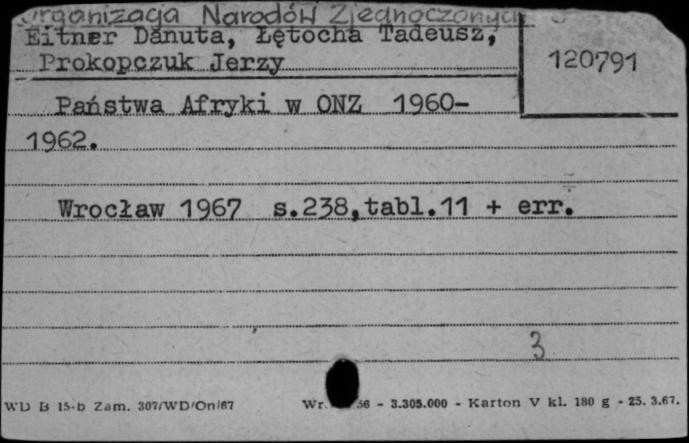 Organizacja Narodów Zjednoczonych
Eitner Danuta, Łętocha Tadeusz,
Prokopczuk Jerzy
120791
Państwa Afryki w ONZ 1960-
1962.
Wrocław 1967 s.238,tabl.11 + err.
3
WD B 15-b Zam. 307/WD/On/67 Wr. 56 - 3.305.000 - Karton V kl. 180 g - 25. 3.67.